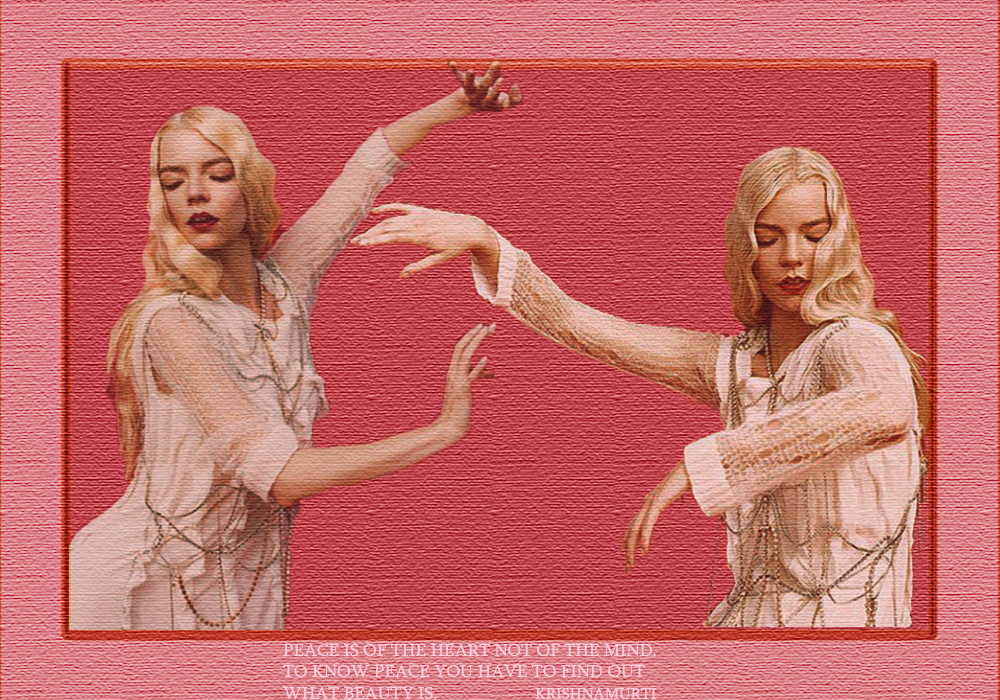 PEACE IS OF THE HEART NOT OF THE MIND.
TO KNOW PEACE YOU HAVE TO FIND OUT
WHAT BEAUTY IS. KRISHNAMURTI